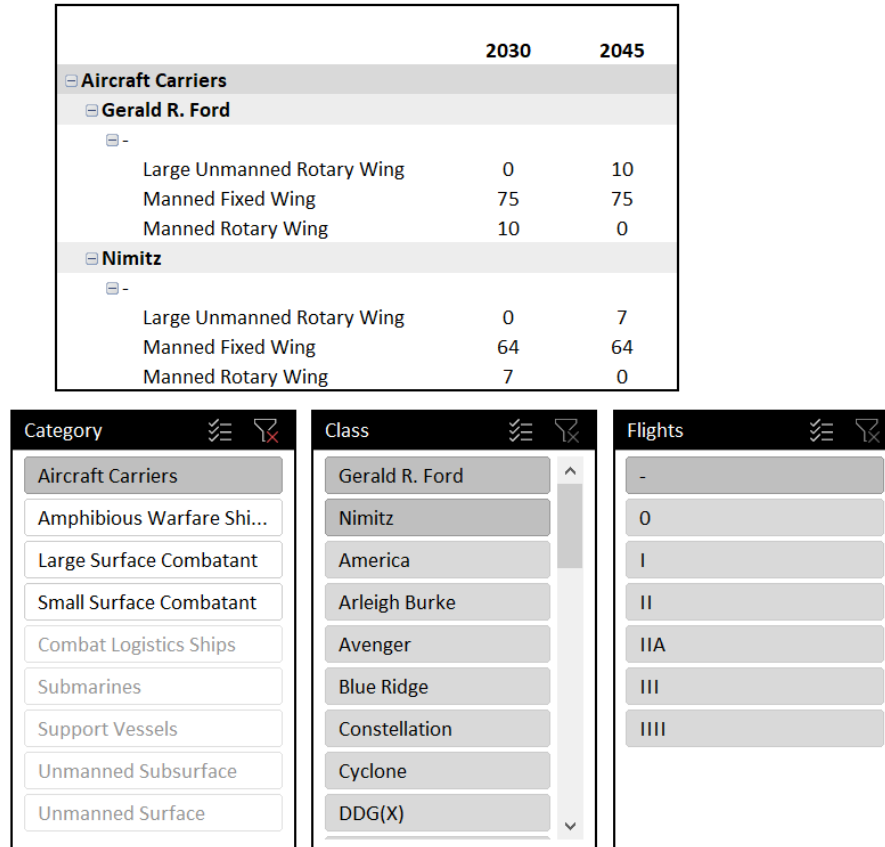 2030 2045
Aircraft Carriers
Gerald R. Ford
-
Large Unmanned Rotary Wing 0 10
Manned Fixed Wing 75 75
Manned Rotary Wing 10 0
Nimitz
-
Large Unmanned Rotary Wing 0 7
Manned Fixed Wing 64 64
Manned Rotary Wing 7 0
Category
Aircraft Carriers
Amphibious Warfare Shi...
Large Surface Combatant
Small Surface Combatant
Combat Logistics Ships
Submarines
Support Vessels
Unmanned Subsurface
Unmanned Surface
Class
Gerald R. Ford
Nimitz
America
Arleigh Burke
Avenger
Blue Ridge
Constellation
Cyclone
DDG(X)
Flights
-
0
I
II
IIA
III
IIII